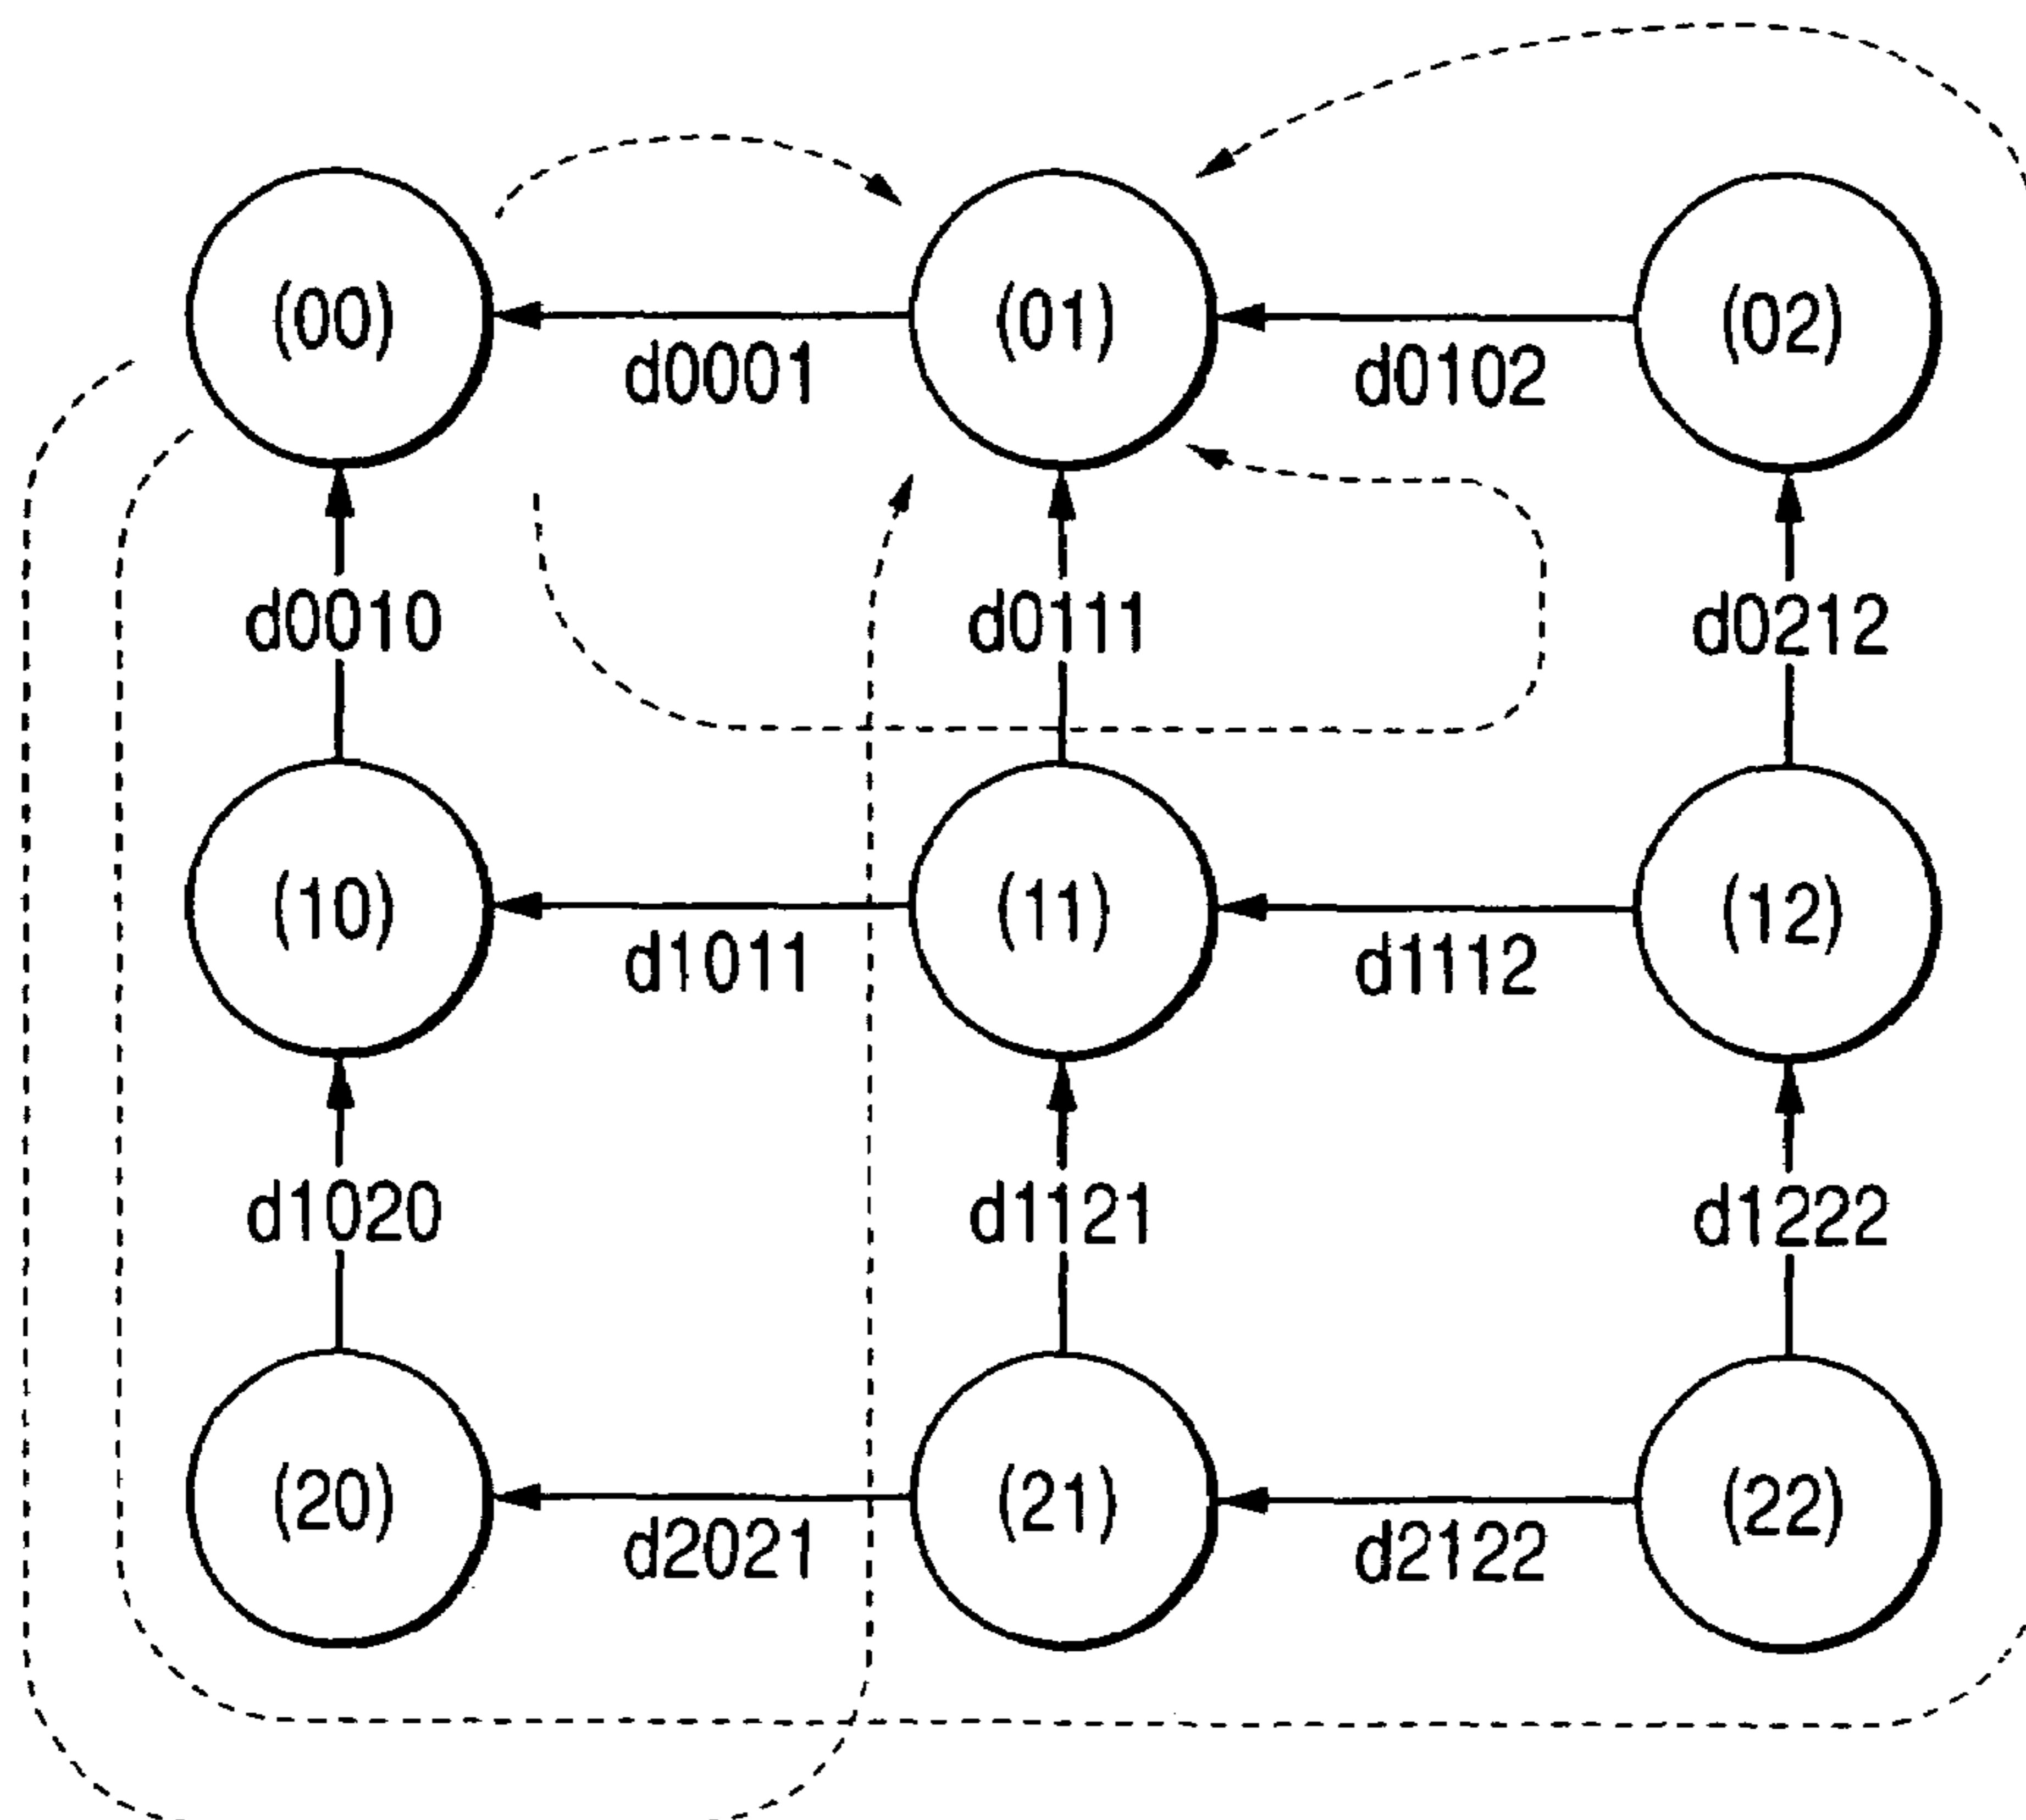 (00)
(01)
(02)
d0001
d0102
d0010
d0111
d0212
(10)
(11)
(12)
d1011
d1112
d1020
d1121
d1222
(20)
(21)
(22)
d2021
d2122